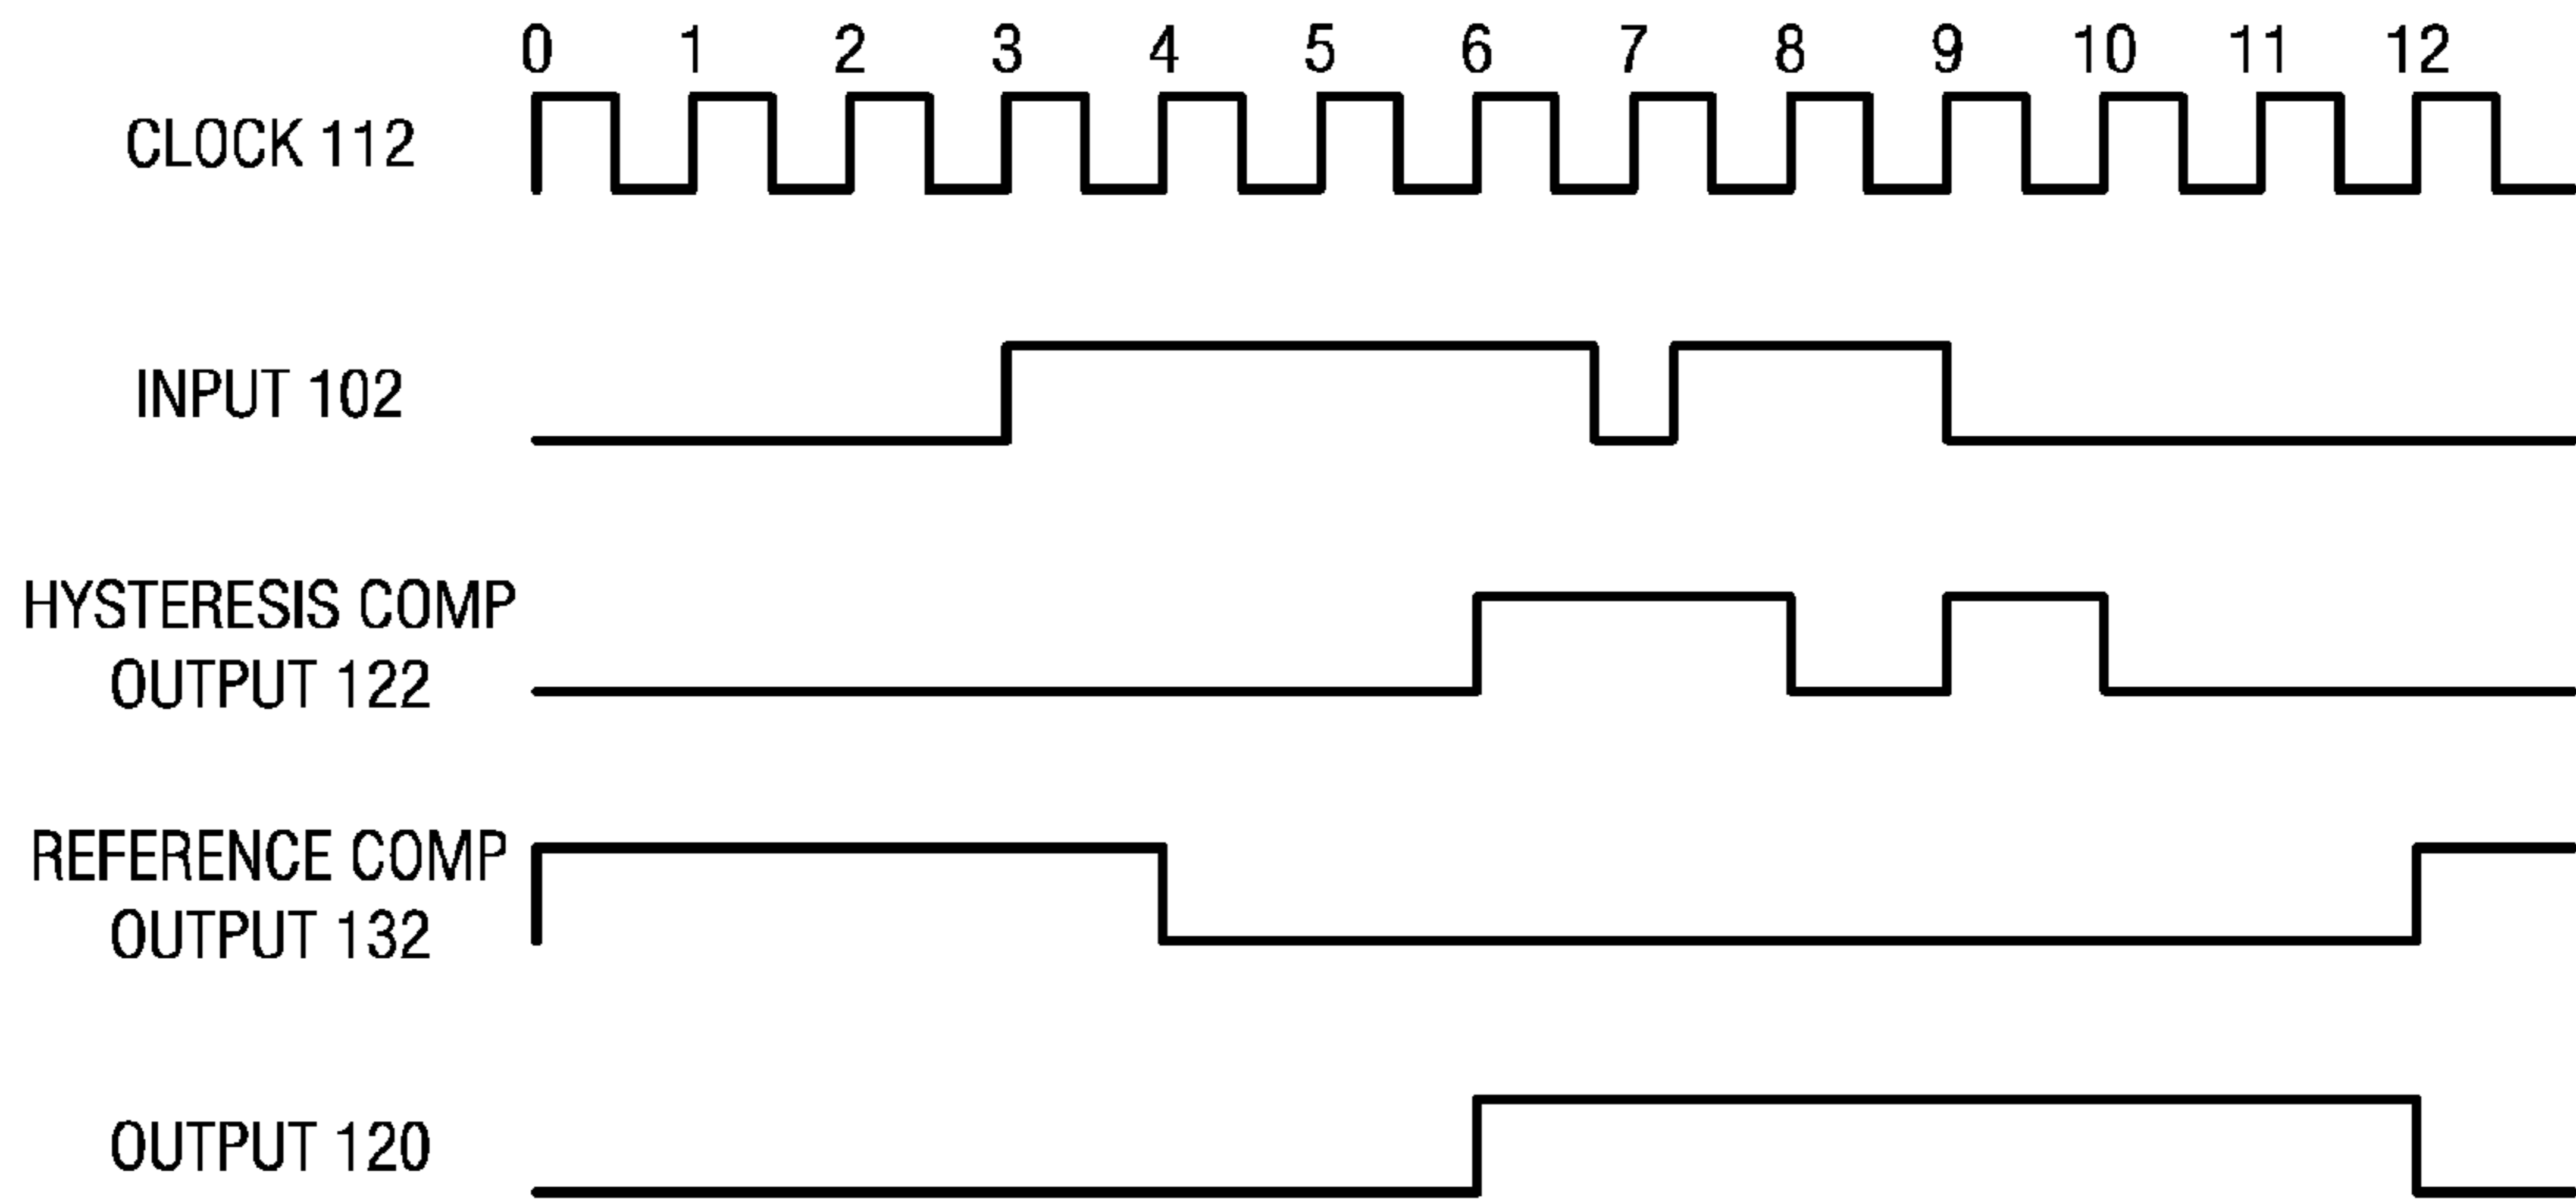 0 1 2 3 4 5 6 7 8 9 10 11 12
CLOCK 112
INPUT 102
HYSTERESIS COMP
OUTPUT 122
REFERENCE COMP
OUTPUT 132
OUTPUT 120